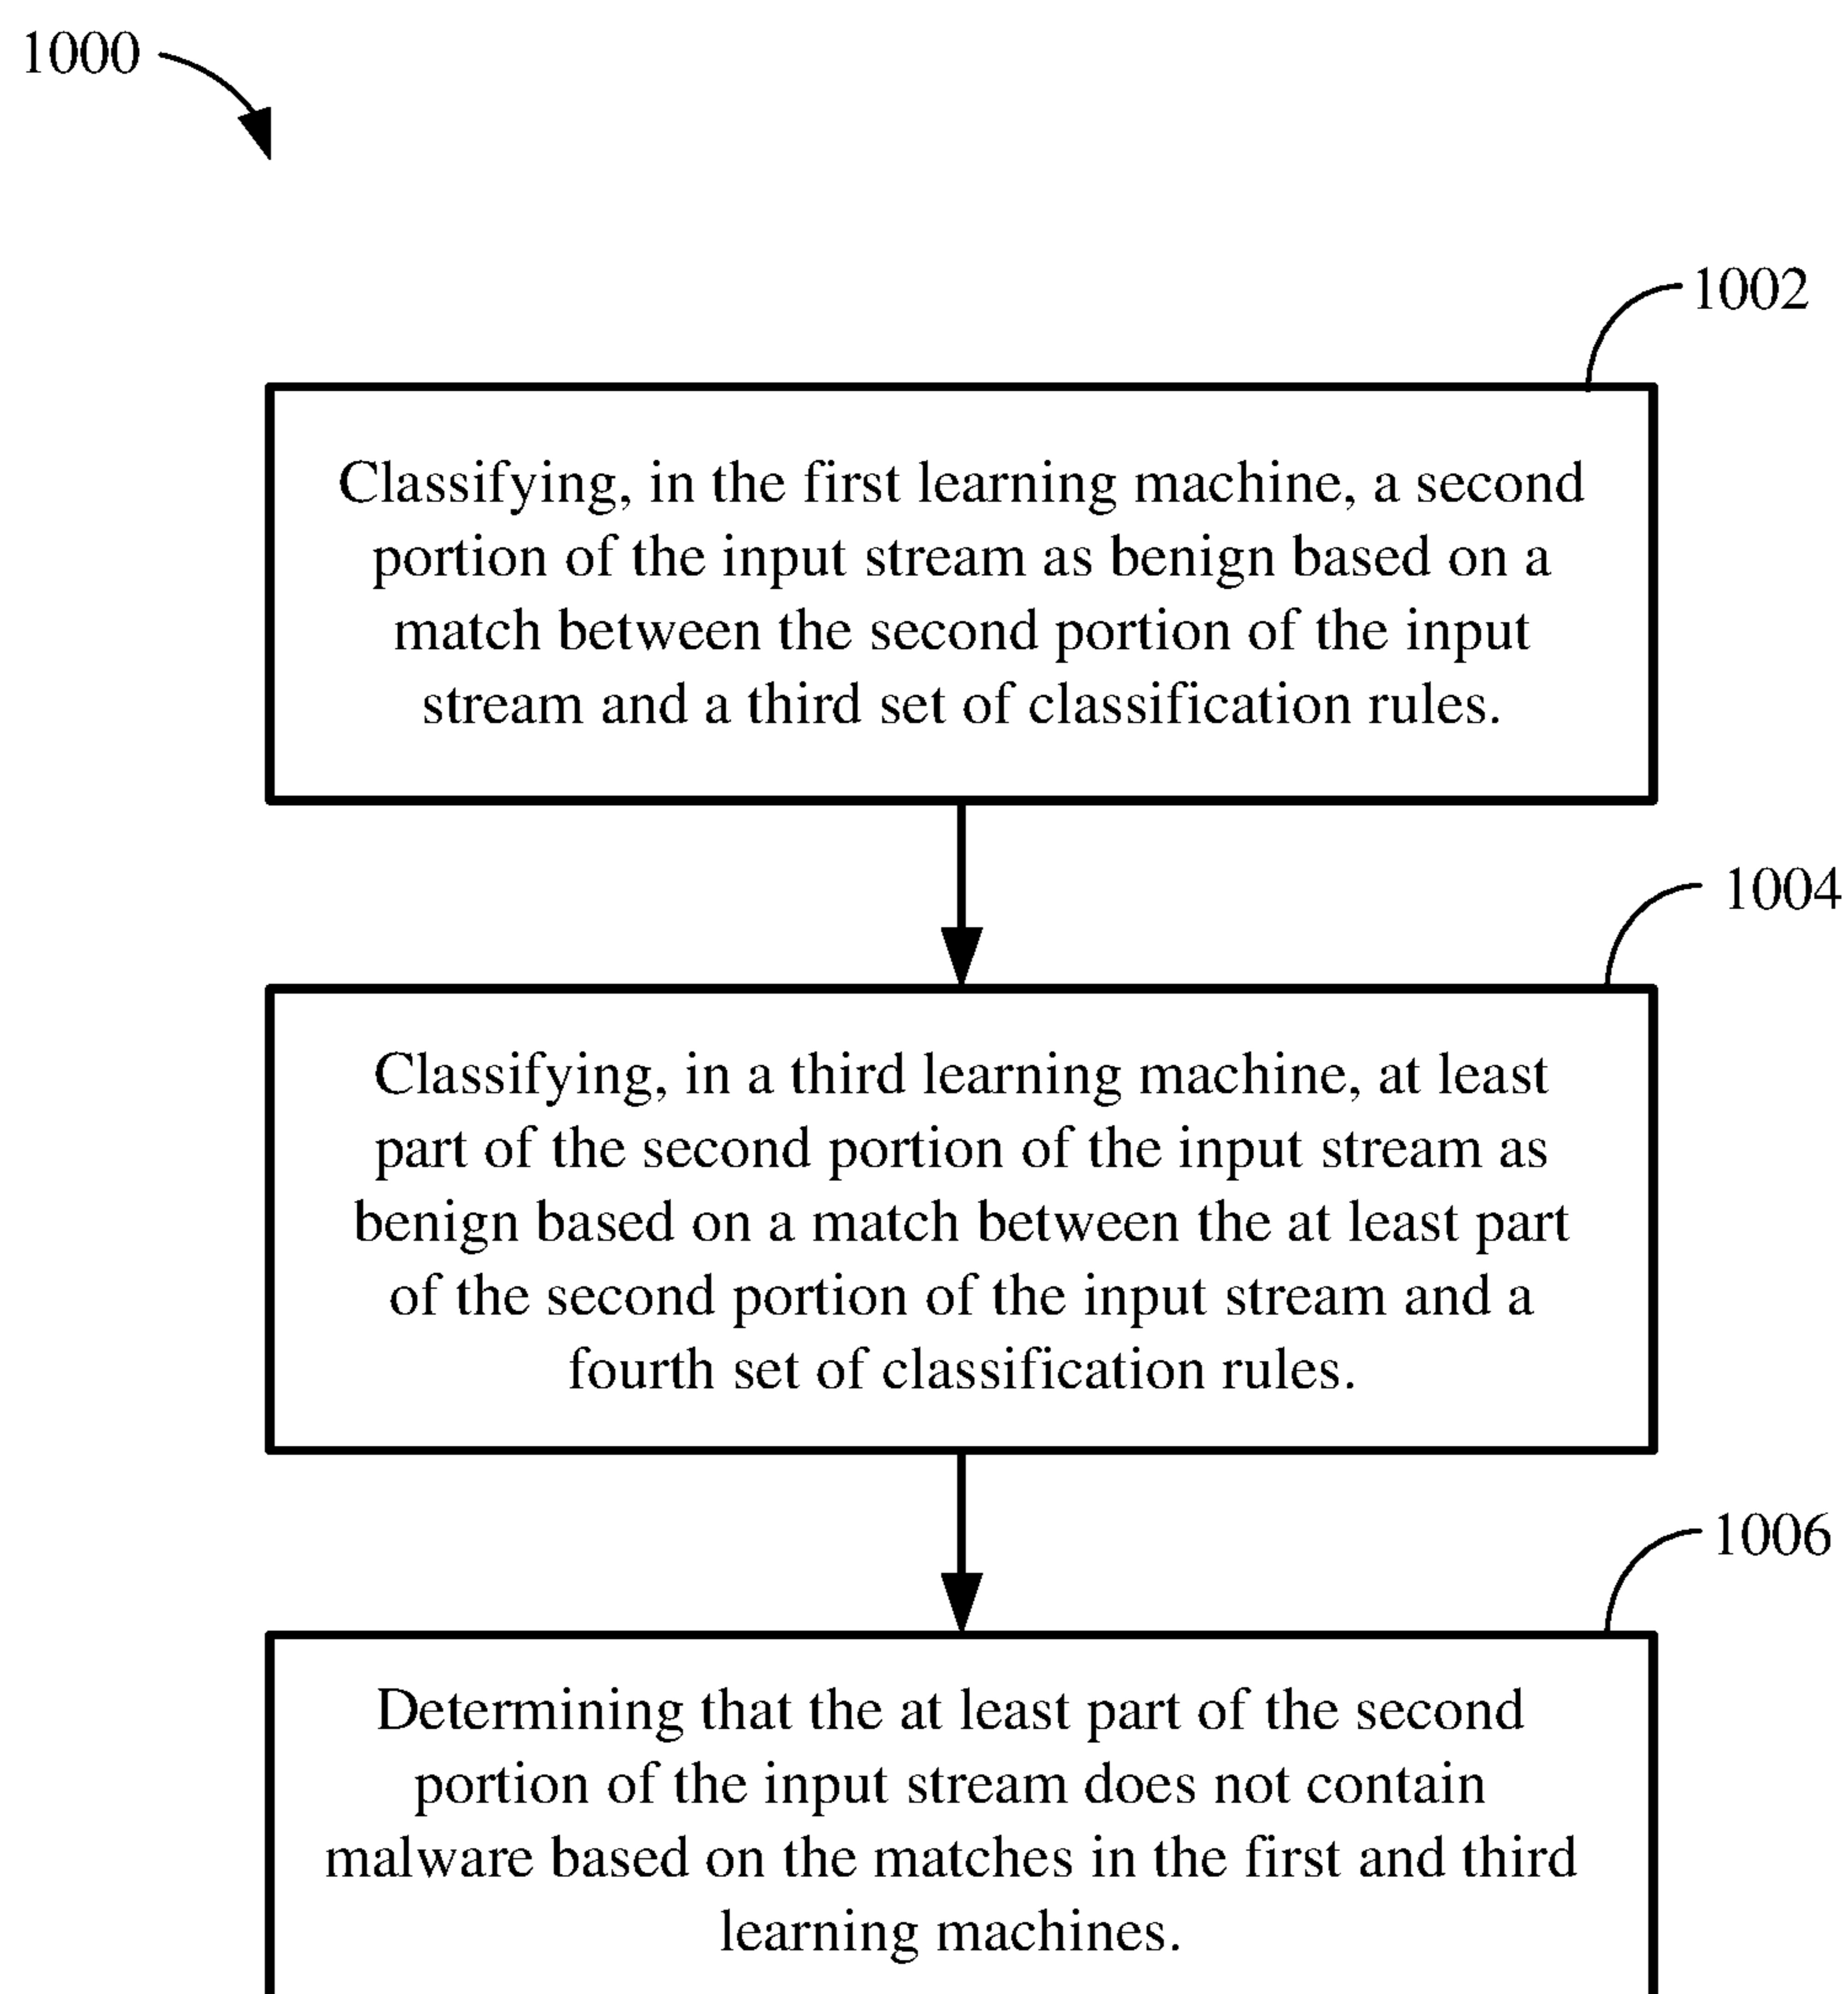 1000
1002
Classifying, in the first learning machine, a second
portion of the input stream as benign based on a
match between the second portion of the input
stream and a third set of classification rules.
1004
Classifying, in a third learning machine, at least
part of the second portion of the input stream as
benign based on a match between the at least part
of the second portion of the input stream and a
fourth set of classification rules.
1006
Determining that the at least part of the second
portion of the input stream does not contain
malware based on the matches in the first and third
learning machines.